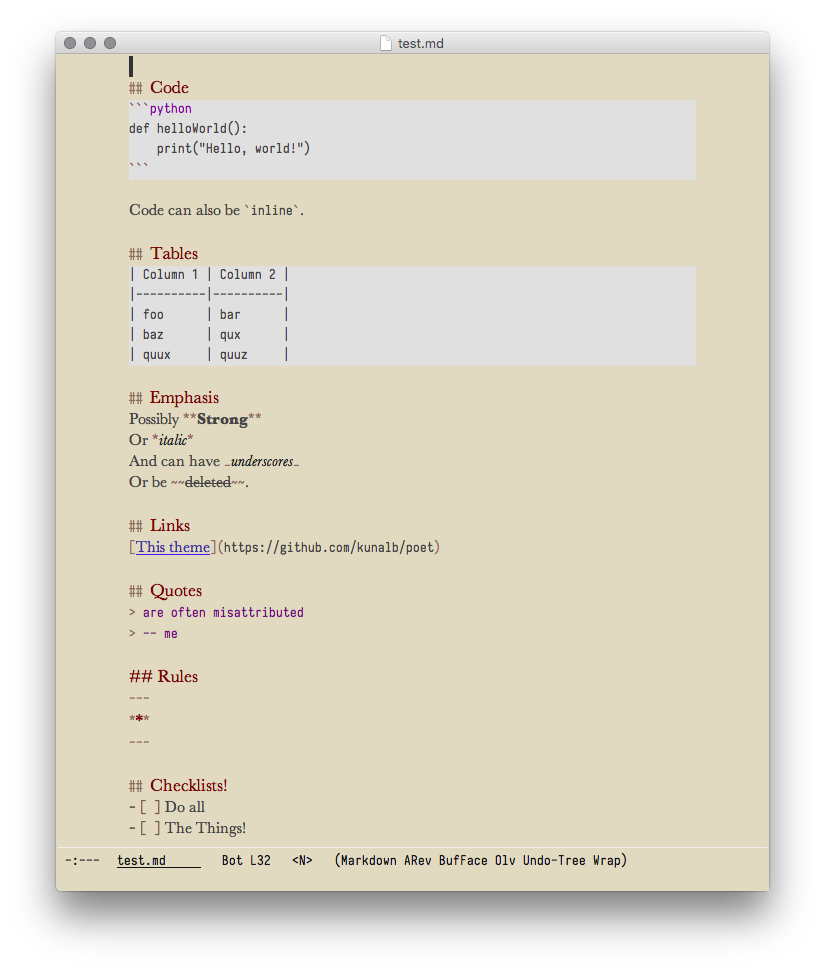 test.md
## Code
```python
def helloWorld():
    print("Hello, world!")
```
Code can also be `inline`.
## Tables
| Column 1 | Column 2 |
|----------|----------|
| foo      | bar      |
| baz      | qux      |
| quux     | quuz     |
## Emphasis
Possibly **Strong**
Or *italic*
And can have _underscores_
Or be ~~deleted~~.
## Links
[This theme](https://github.com/kunalb/poet)
## Quotes
> are often misattributed
> -- me
## Rules
---
***
---
## Checklists!
- [ ] Do all
- [ ] The Things!
-:---  test.md     Bot L32   <N>   (Markdown ARev BufFace Olv Undo-Tree Wrap)